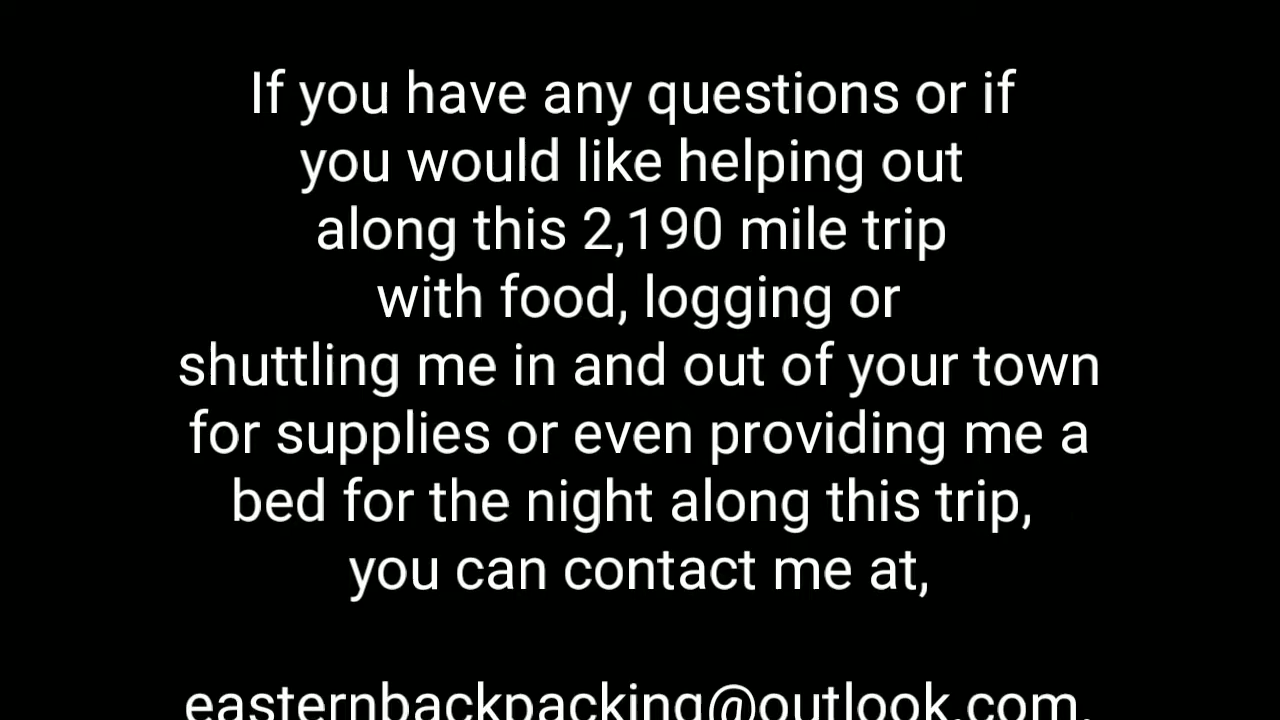 If you have any questions or if
you would like helping out
along this 2,190 mile trip
with food, logging or
shuttling me in and out of your town
for supplies or even providing me a
bed for the night along this trip,
you can contact me at,
easternbackpacking@outlook.com.